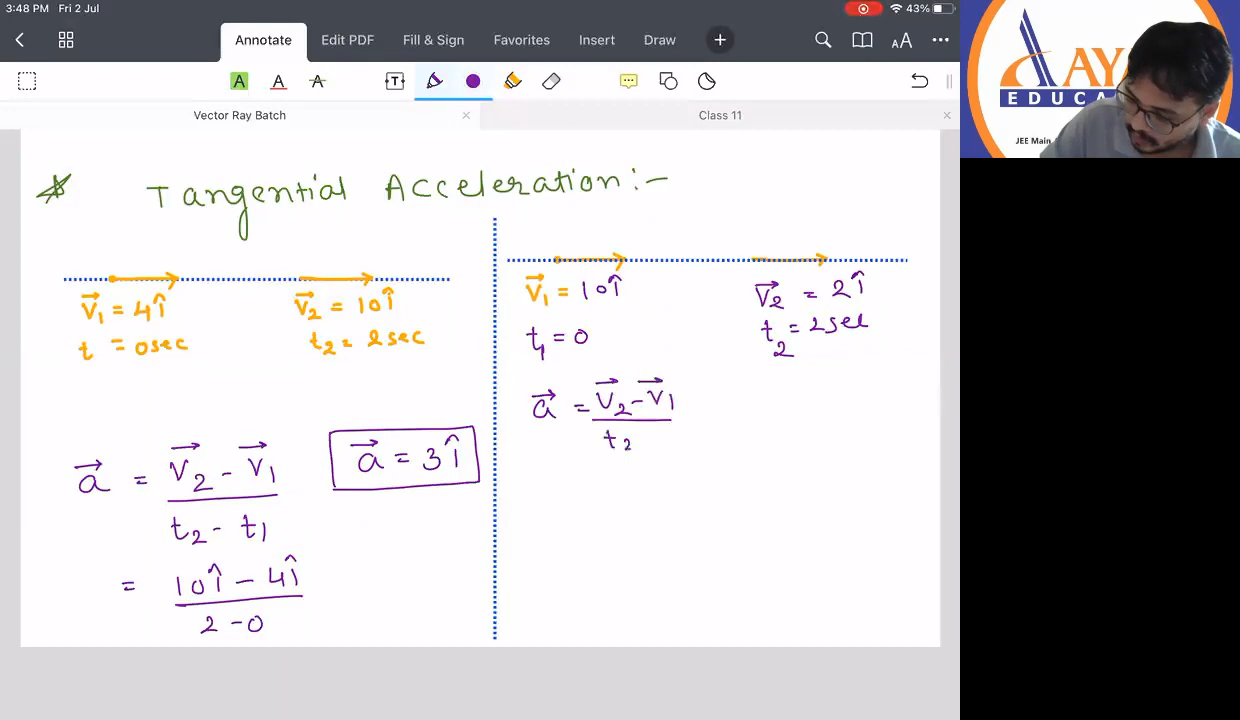 3:48 PM Fri 2 Jul
43%
Annotate
Edit PDF
Fill & Sign
Favorites
Insert
Draw
Vector Ray Batch
Class 11
AY
EDUCA
JEE Main
Tangential Acceleration:-
v⃗₁ = 4î
t = 0sec
v⃗₂ = 10î
t₂ = 2sec
a⃗ = (v⃗₂ - v⃗₁) / (t₂ - t₁)
= (10î - 4î) / (2 - 0)
a⃗ = 3î
v⃗₁ = 10î
t₁ = 0
v⃗₂ = 2î
t₂ = 2sec
a⃗ = (v⃗₂ - v⃗₁) / t₂